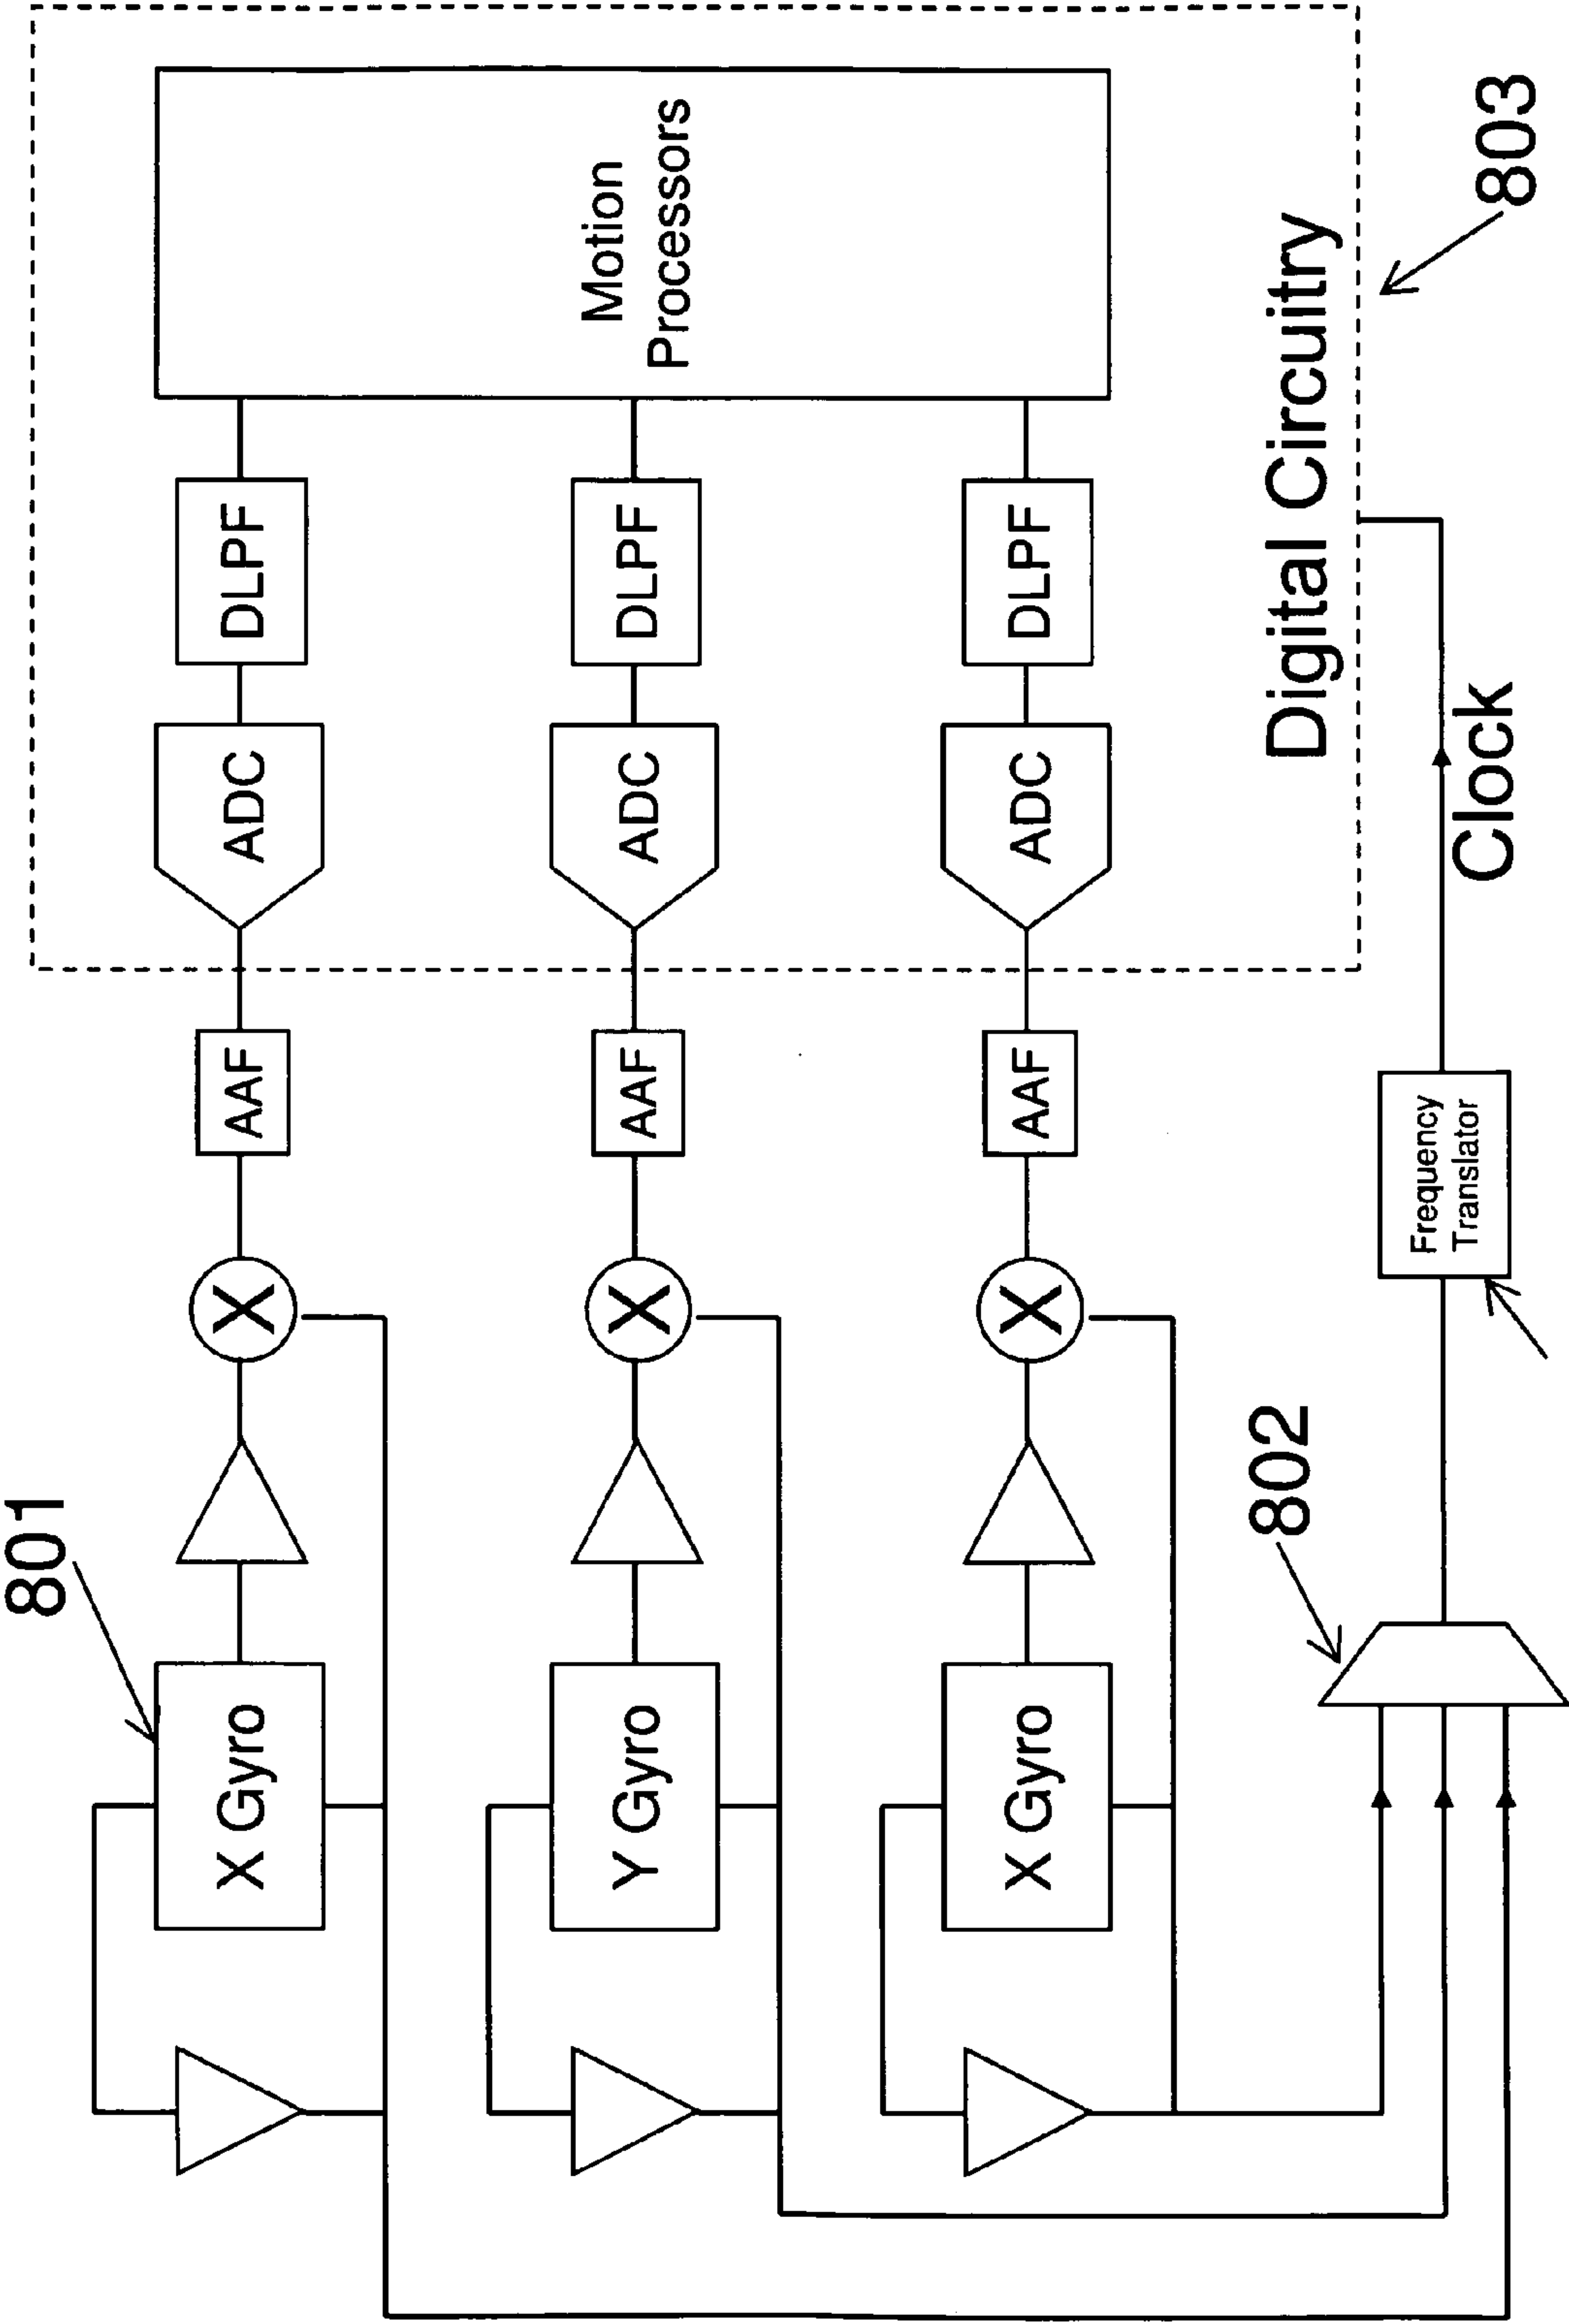 801
X Gyro
X
AAF
ADC
DLPF
Motion
Processors
Y Gyro
X
AAF
ADC
DLPF
X Gyro
X
AAF
ADC
DLPF
Digital Circuitry
802
Frequency
Translator
Clock
803